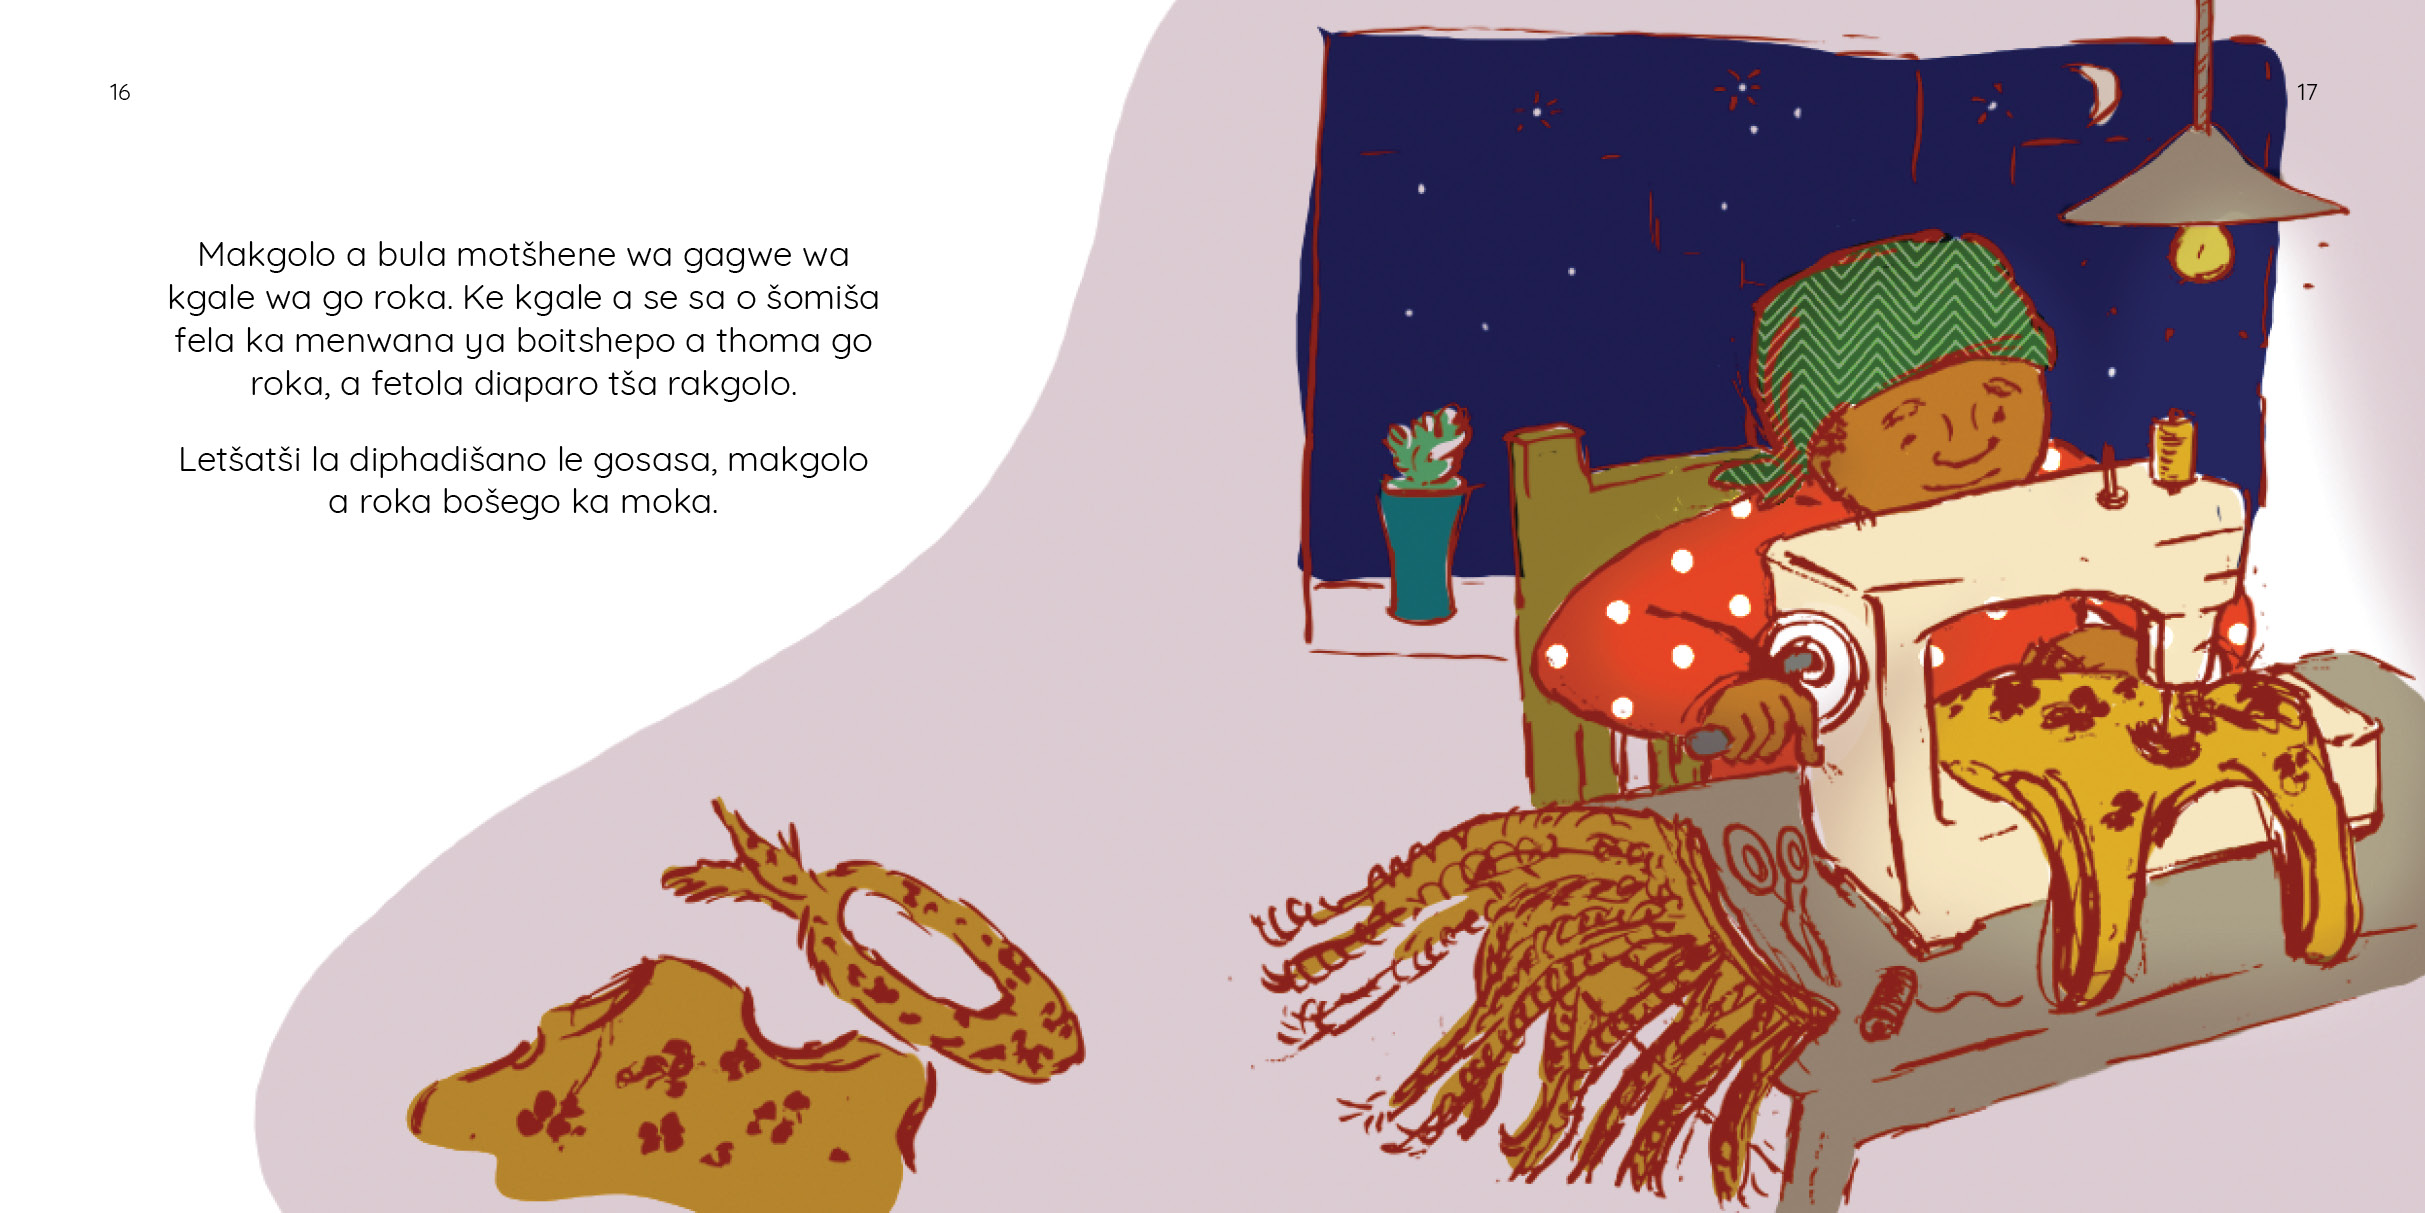 16
17
Makgolo a bula motšhene wa gagwe wa
kgale wa go roka. Ke kgale a se sa o šomiša
fela ka menwana ya boitshepo a thoma go
roka, a fetola diaparo tša rakgolo.
Letšatši la diphadišano le gosasa, makgolo
a roka bošego ka moka.